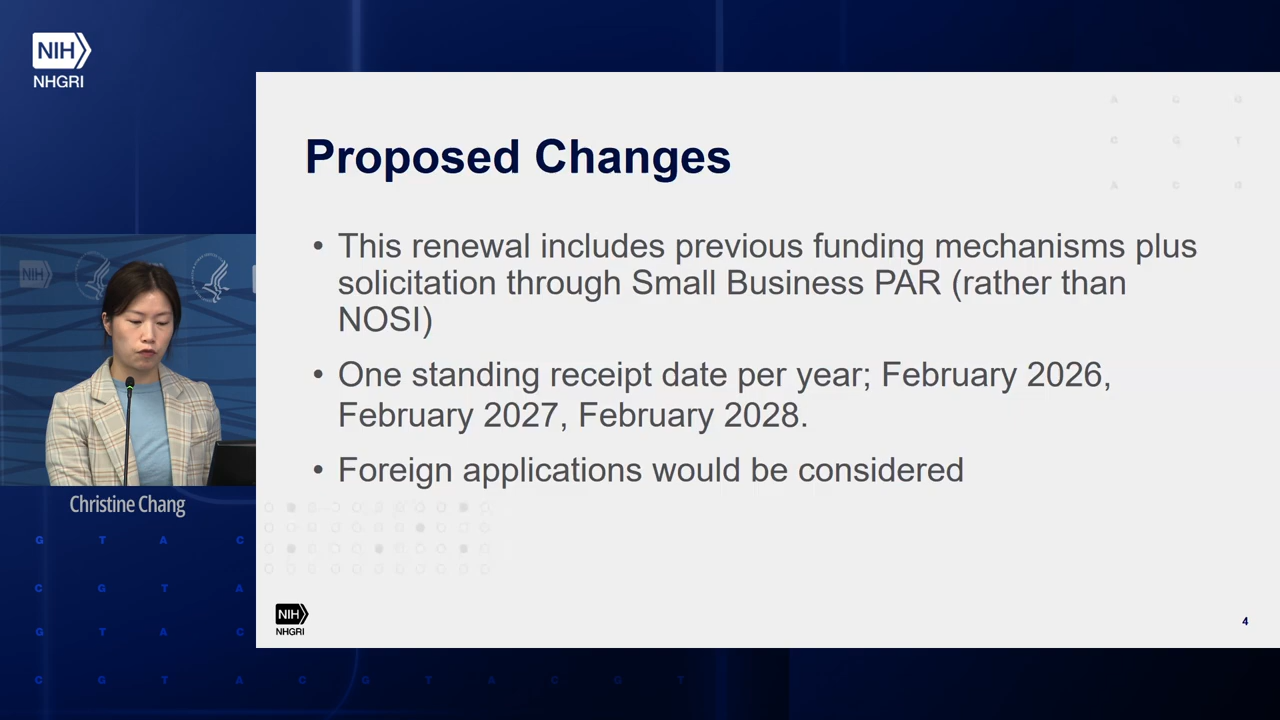 NIH
NHGRI
A G G
C G T
A C G
Proposed Changes
• This renewal includes previous funding mechanisms plus
solicitation through Small Business PAR (rather than
NOSI)
• One standing receipt date per year; February 2026,
February 2027, February 2028.
• Foreign applications would be considered
NIH
Christine Chang
G T A C
C G T A
G T A C
C G T A C G T A C G T
NIH
NHGRI
4